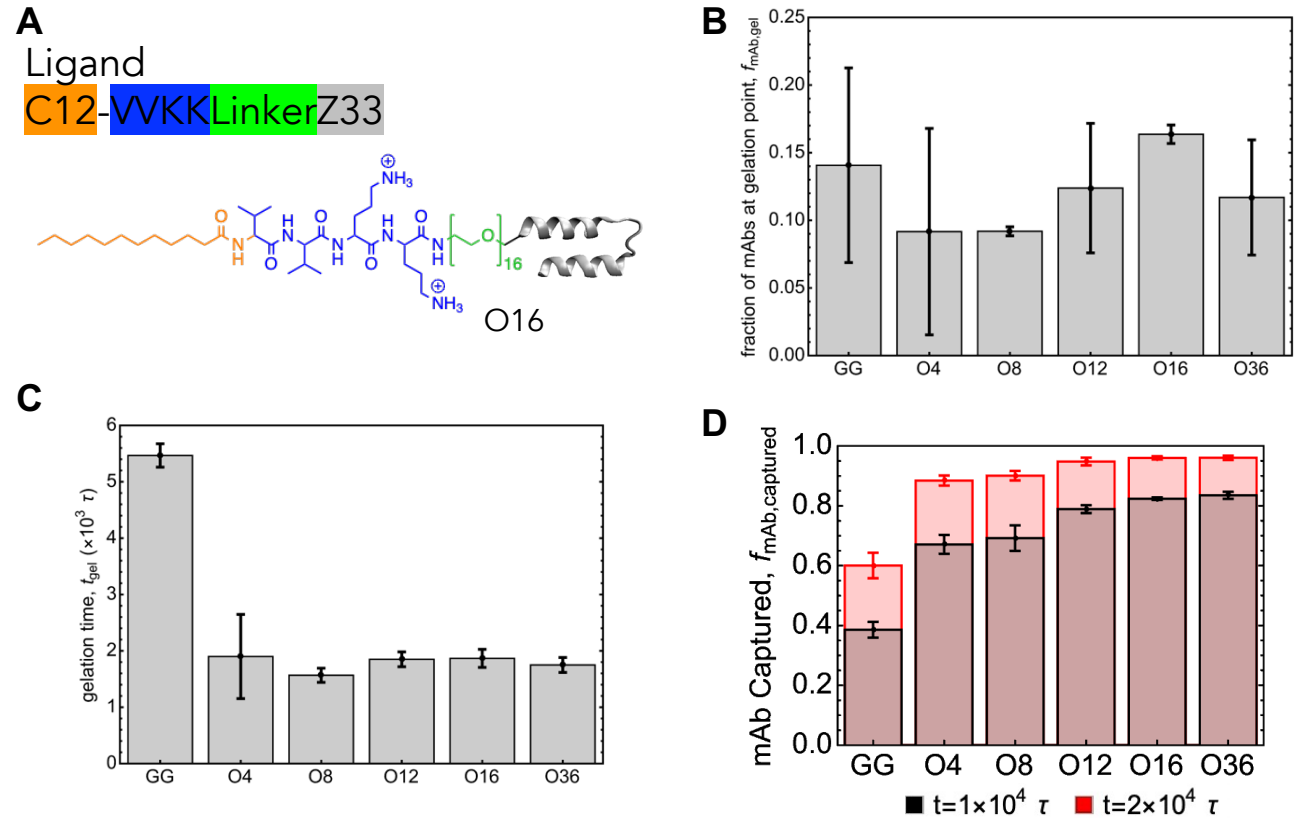 A
Ligand
C12-VVKKLinkerZ33
⊕
NH₃
O
H
N
O
H
N
O
N
H
O
N
H
O
N
H
O
N
H
O
16
⊕
NH₃
O16
B
fraction of mAbs at gelation point, fmAb,gel
0.25
0.20
0.15
0.10
0.05
0.00
GG O4 O8 O12 O16 O36
C
gelation time, tgel (×10³ τ)
6
5
4
3
2
1
0
GG O4 O8 O12 O16 O36
D
mAb Captured, fmAb,captured
1.0
0.8
0.6
0.4
0.2
0.0
GG O4 O8 O12 O16 O36
t=1×10⁴ τ t=2×10⁴ τ